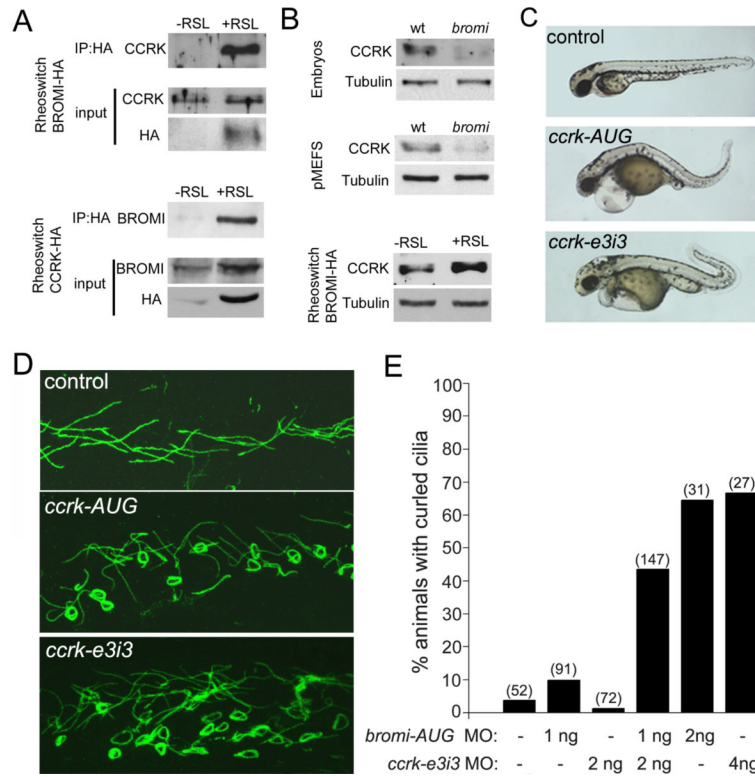 A
-RSL +RSL
IP:HA CCRK
Rheoswitch
BROMI-HA
input
CCRK
HA
-RSL +RSL
IP:HA BROMI
Rheoswitch
CCRK-HA
input
BROMI
HA
B
wt bromi
Embryos
CCRK
Tubulin
wt bromi
pMEFS
CCRK
Tubulin
-RSL +RSL
Rheoswitch
BROMI-HA
CCRK
Tubulin
C
control
ccrk-AUG
ccrk-e3i3
D
control
ccrk-AUG
ccrk-e3i3
E
% animals with curled cilia
100
90
80
70
60
50
40
30
20
10
0
(52) (91) (72) (147) (31) (27)
bromi-AUG MO: - 1 ng - 1 ng 2ng -
ccrk-e3i3 MO: - - 2 ng 2 ng - 4ng